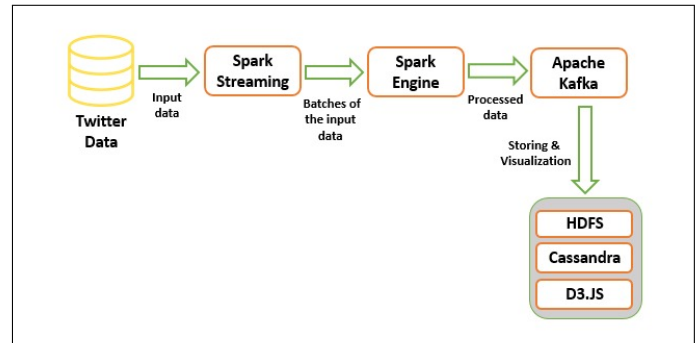 Twitter
Data
Input
data
Spark
Streaming
Batches of
the input
data
Spark
Engine
Processed
data
Apache
Kafka
Storing &
Visualization
HDFS
Cassandra
D3.JS